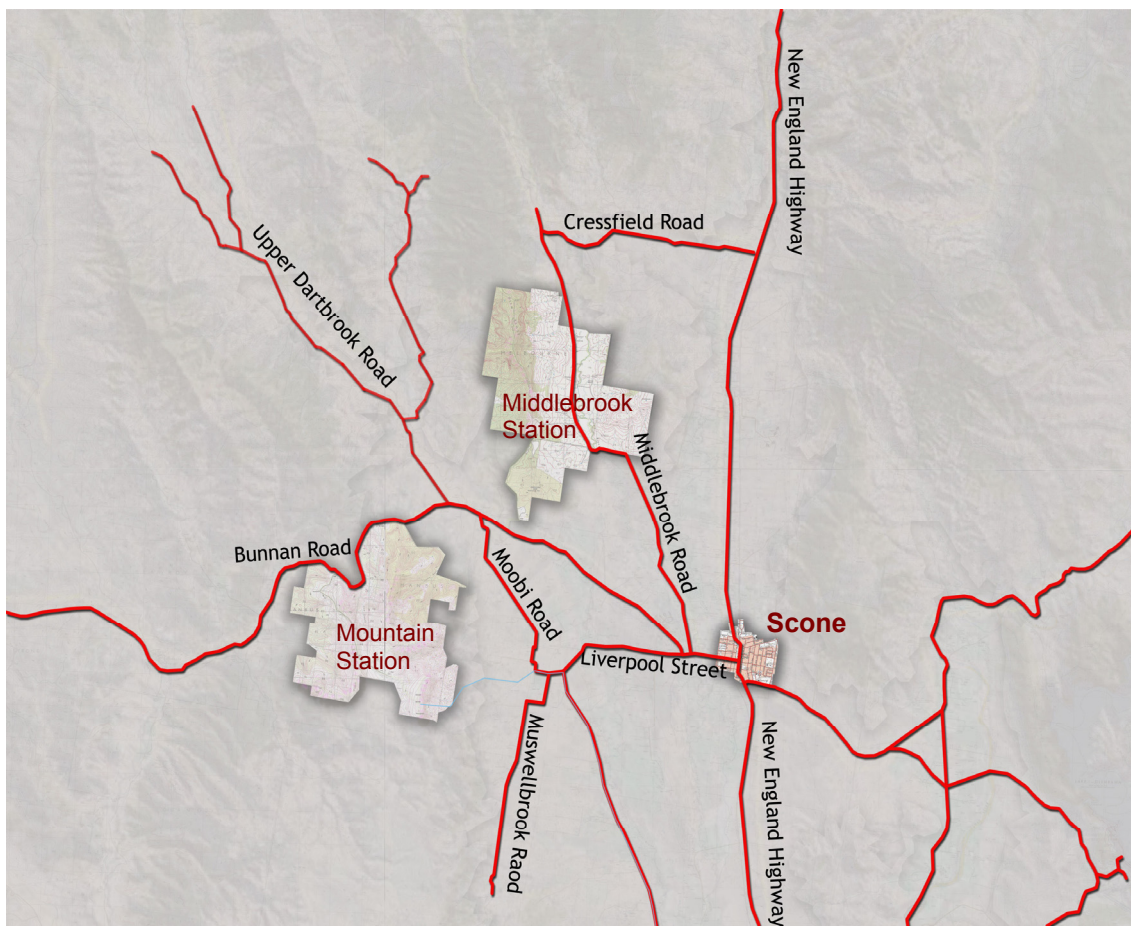 New England Highway
Cressfield Road
Upper Dartbrook Road
Middlebrook
Station
Middlebrook Road
Bunnan Road
Moobi Road
Mountain
Station
Scone
Liverpool Street
Muswellbrook Raod
New England Highway